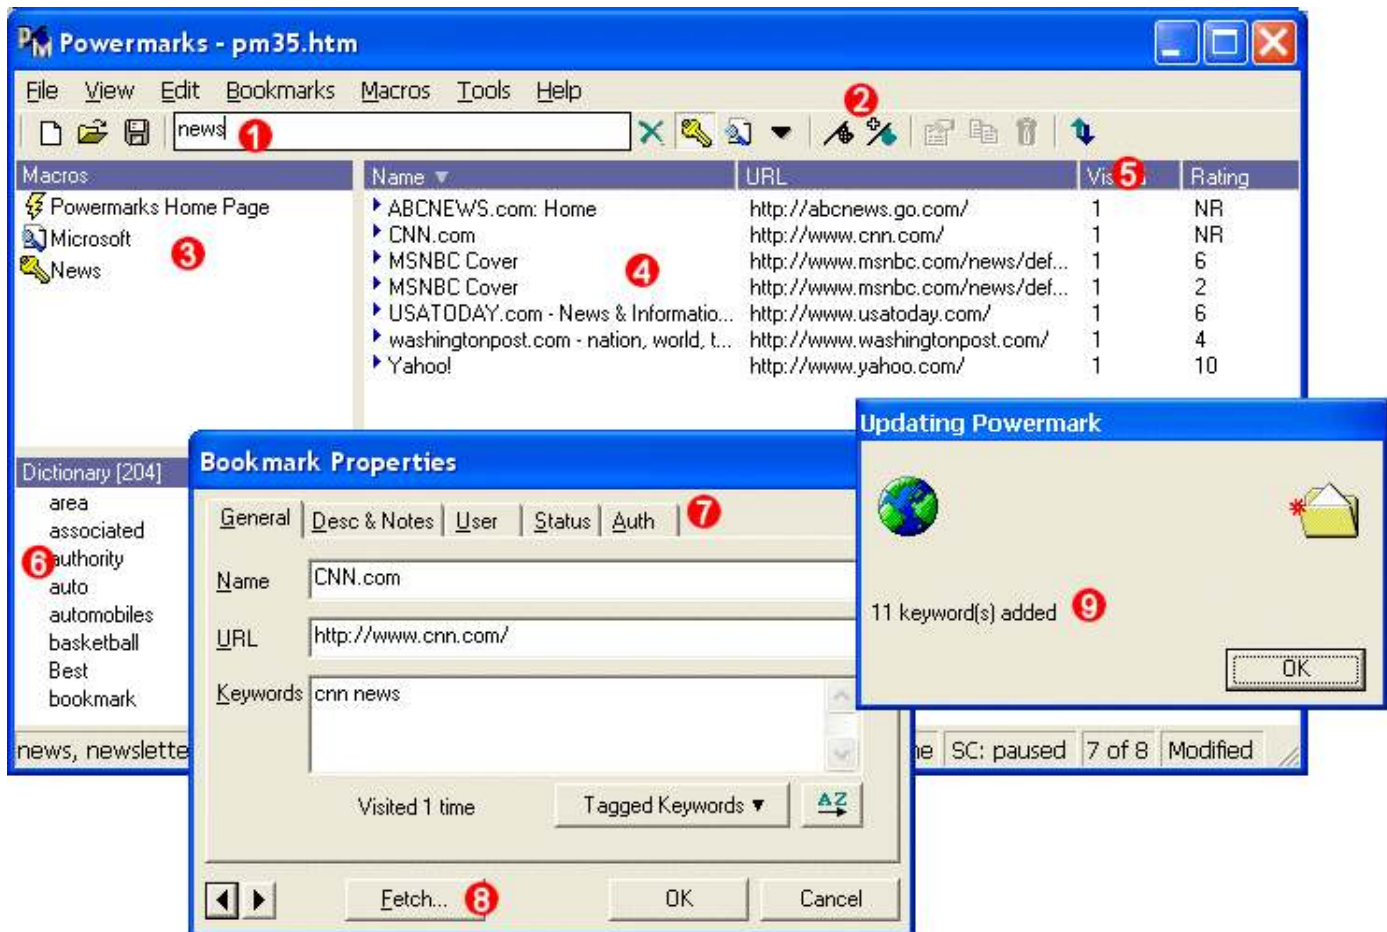 Powermarks - pm35.htm
File View Edit Bookmarks Macros Tools Help
2
news 1
Macros
Powermarks Home Page
Microsoft
3
News
Name URL 5 Rating
ABCNEWS.com: Home http://abcnews.go.com/ 1 NR
CNN.com http://www.cnn.com/ 1 NR
MSNBC Cover http://www.msnbc.com/news/def... 1 6
4
MSNBC Cover http://www.msnbc.com/news/def... 1 2
USATODAY.com - News & Informatio... http://www.usatoday.com/ 1 6
washingtonpost.com - nation, world, t... http://www.washingtonpost.com/ 1 4
Yahoo! http://www.yahoo.com/ 1 10
Dictionary [204]
area
associated
6 authority
auto
automobiles
basketball
Best
bookmark
Bookmark Properties
General Desc & Notes User Status Auth 7
Name CNN.com
URL http://www.cnn.com/
Keywords cnn news
Visited 1 time Tagged Keywords AZ
Fetch... 8 OK Cancel
Updating Powermark
11 keyword(s) added 9
OK
news, newslette
SC: paused 7 of 8 Modified